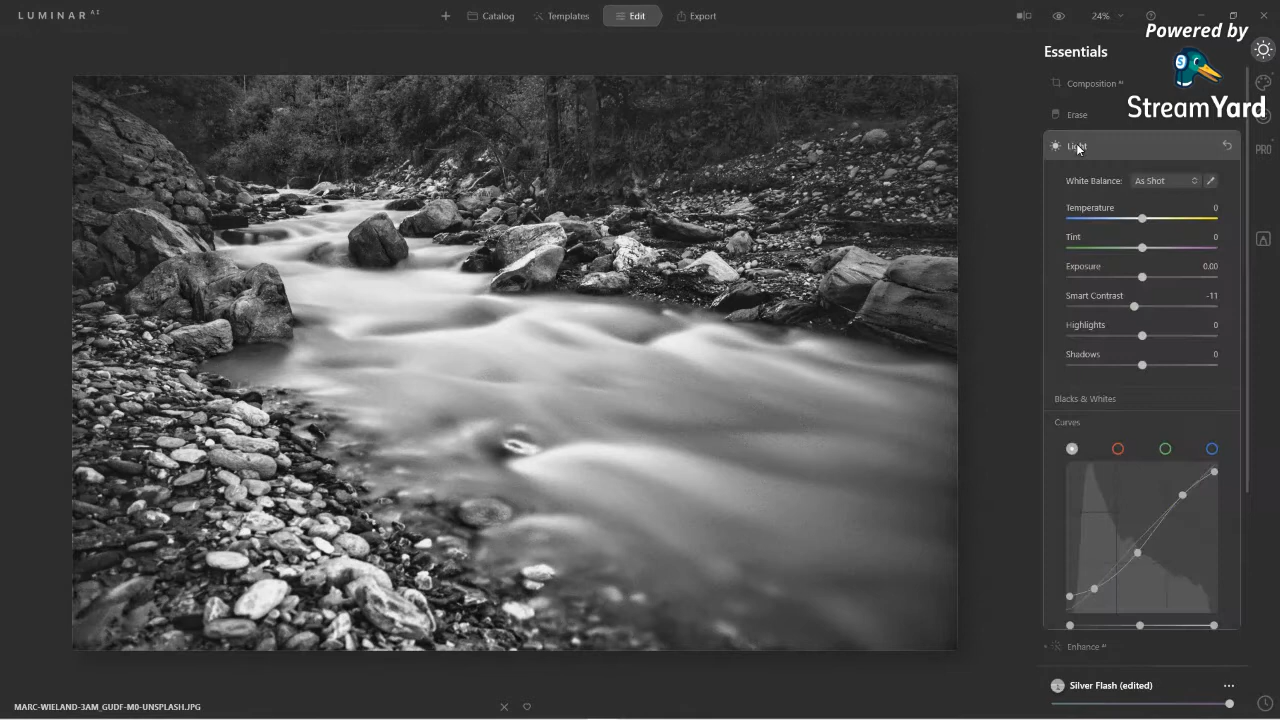 LUMINAR AI
Catalog
Templates
Edit
Export
24%
Powered by
StreamYard
Essentials
Composition AI
Erase
Light
PRO
White Balance:
As Shot
Temperature
0
Tint
0
Exposure
0.00
Smart Contrast
-11
Highlights
0
Shadows
0
Blacks & Whites
Curves
Enhance AI
Silver Flash (edited)
MARC-WIELAND-3AM_GUDF-M0-UNSPLASH.JPG